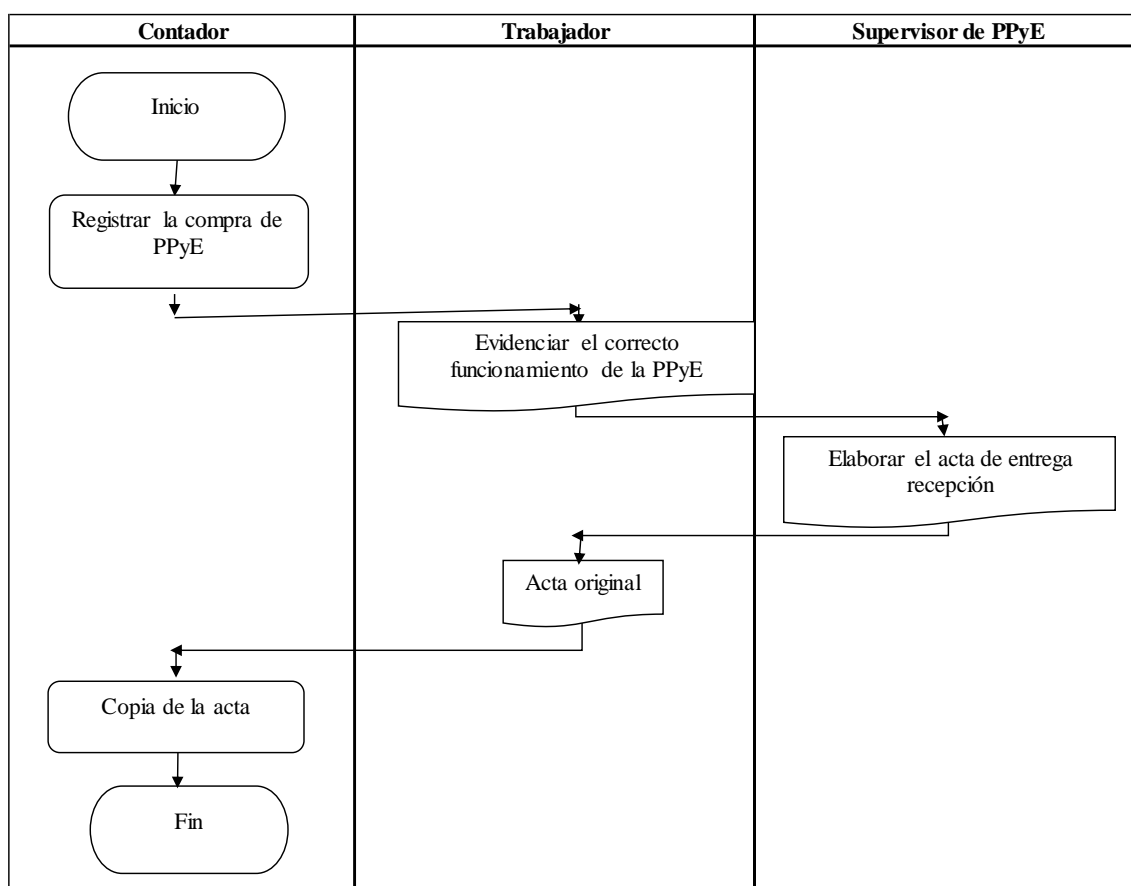 Contador
Trabajador
Supervisor de PPyE
Inicio
Registrar la compra de
PPyE
Evidenciar el correcto
funcionamiento de la PPyE
Elaborar el acta de entrega
recepción
Acta original
Copia de la acta
Fin